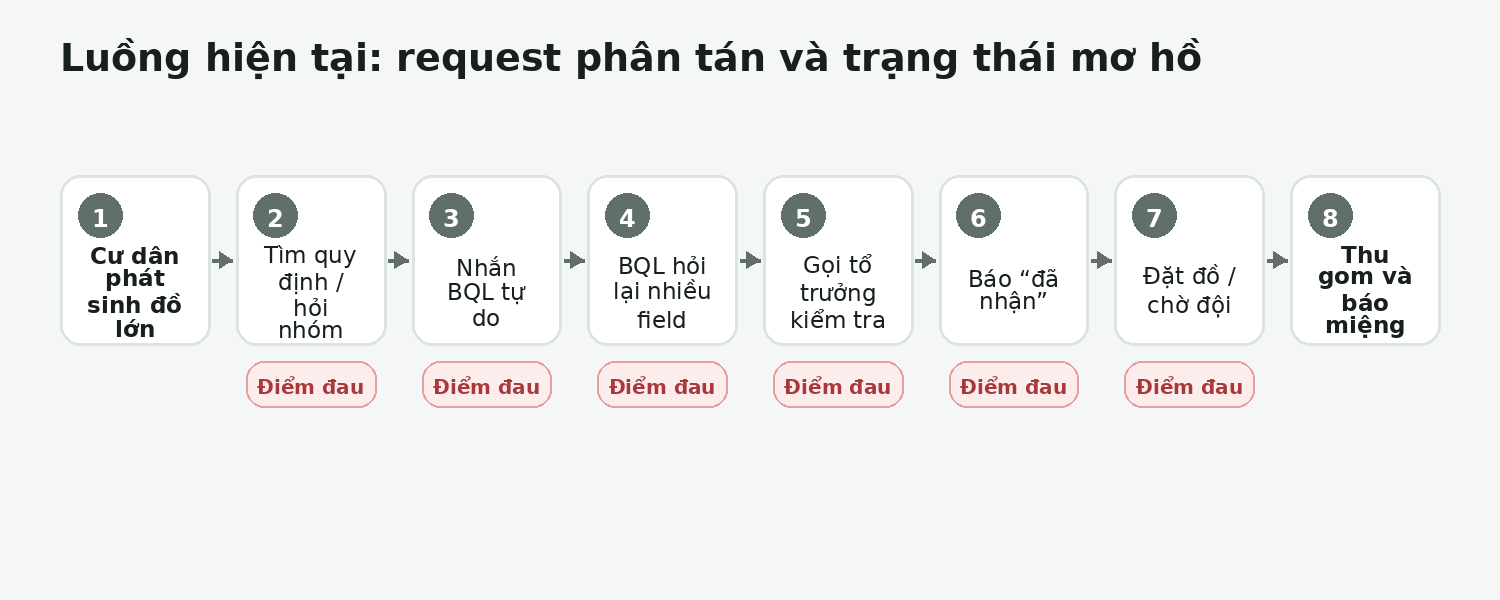 Luồng hiện tại: request phân tán và trạng thái mơ hồ
1
Cư dân
phát
sinh đồ
lớn
2
Tìm quy
định /
hỏi
nhóm
3
Nhắn
BQL tự
do
4
BQL hỏi
lại nhiều
field
5
Gọi tổ
trưởng
kiểm tra
6
Báo “đã
nhận”
7
Đặt đồ /
chờ đội
8
Thu
gom và
báo
miệng
Điểm đau
Điểm đau
Điểm đau
Điểm đau
Điểm đau
Điểm đau